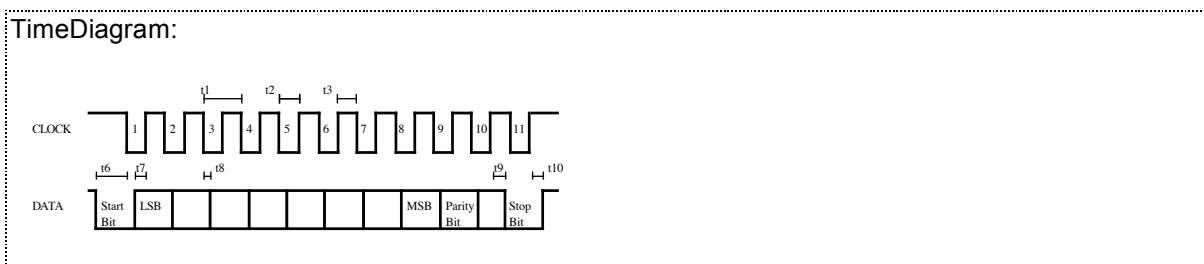 TimeDiagram:
t1 t2 t3
CLOCK 1 2 3 4 5 6 7 8 9 10 11
t6 t7 t8 t9 t10
DATA Start Bit LSB MSB Parity Bit Stop Bit